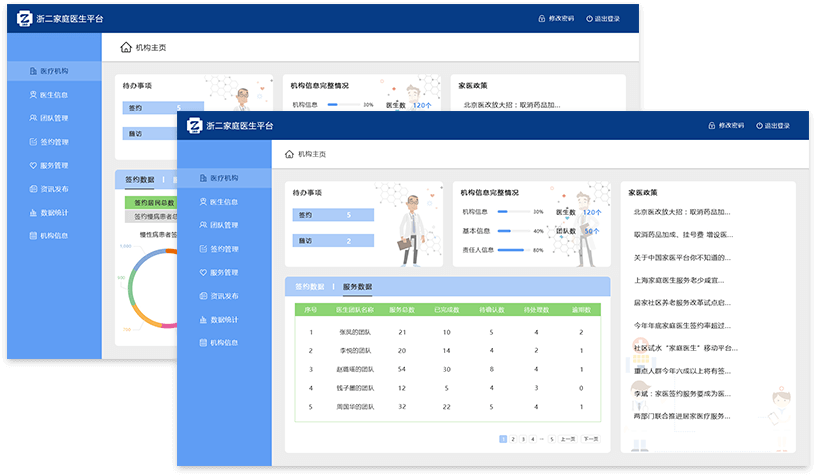 浙二家庭医生平台
修改密码 退出登录
医疗机构
医生信息
团队管理
签约管理
服务管理
资讯发布
数据统计
机构信息
机构主页
待办事项
签约 5
随访
机构信息完整情况
机构信息 30% 医生数 120个
家医政策
北京医改放大招：取消药品加...
签约数据
签约居民总数
慢性病患者签
浙二家庭医生平台
修改密码 退出登录
医疗机构
医生信息
团队管理
签约管理
服务管理
资讯发布
数据统计
机构信息
机构主页
待办事项
签约 5
随访 2
机构信息完整情况
机构信息 30% 医生数 120个
基本信息 40% 团队数 50个
责任人信息 80%
签约数据 服务数据
序号 医生团队名称 服务总数 已完成数 待确认数 待处理数 逾期数
1 张凤的团队 21 10 5 4 2
2 李悦的团队 20 14 4 2 1
3 赵璐瑶的团队 54 30 8 4 1
4 钱子墨的团队 12 5 4 3 0
5 周国华的团队 32 22 5 4 1
1 2 3 4 ··· 5 上一页 下一页
家医政策
北京医改放大招：取消药品加...
取消药品加成、挂号费 增设医...
关于中国家医平台你不知道的...
上海家庭医生服务老少咸宜...
居家社区养老服务改革试点启...
今年年底家庭医生签约率超过...
社区试水“家庭医生”移动平台...
重点人群今年六成以上将有签...
李斌：家医签约服务要成为医...
两部门联合推进居家医疗服务...